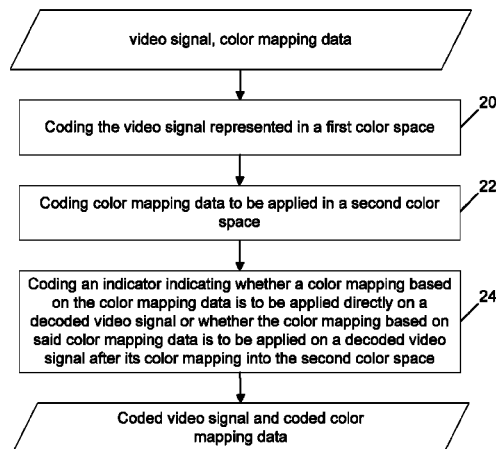 video signal, color mapping data
20
Coding the video signal represented in a first color space
22
Coding color mapping data to be applied in a second color
space
24
Coding an indicator indicating whether a color mapping based
on the color mapping data is to be applied directly on a
decoded video signal or whether the color mapping based on
said color mapping data is to be applied on a decoded video
signal after its color mapping into the second color space
Coded video signal and coded color
mapping data